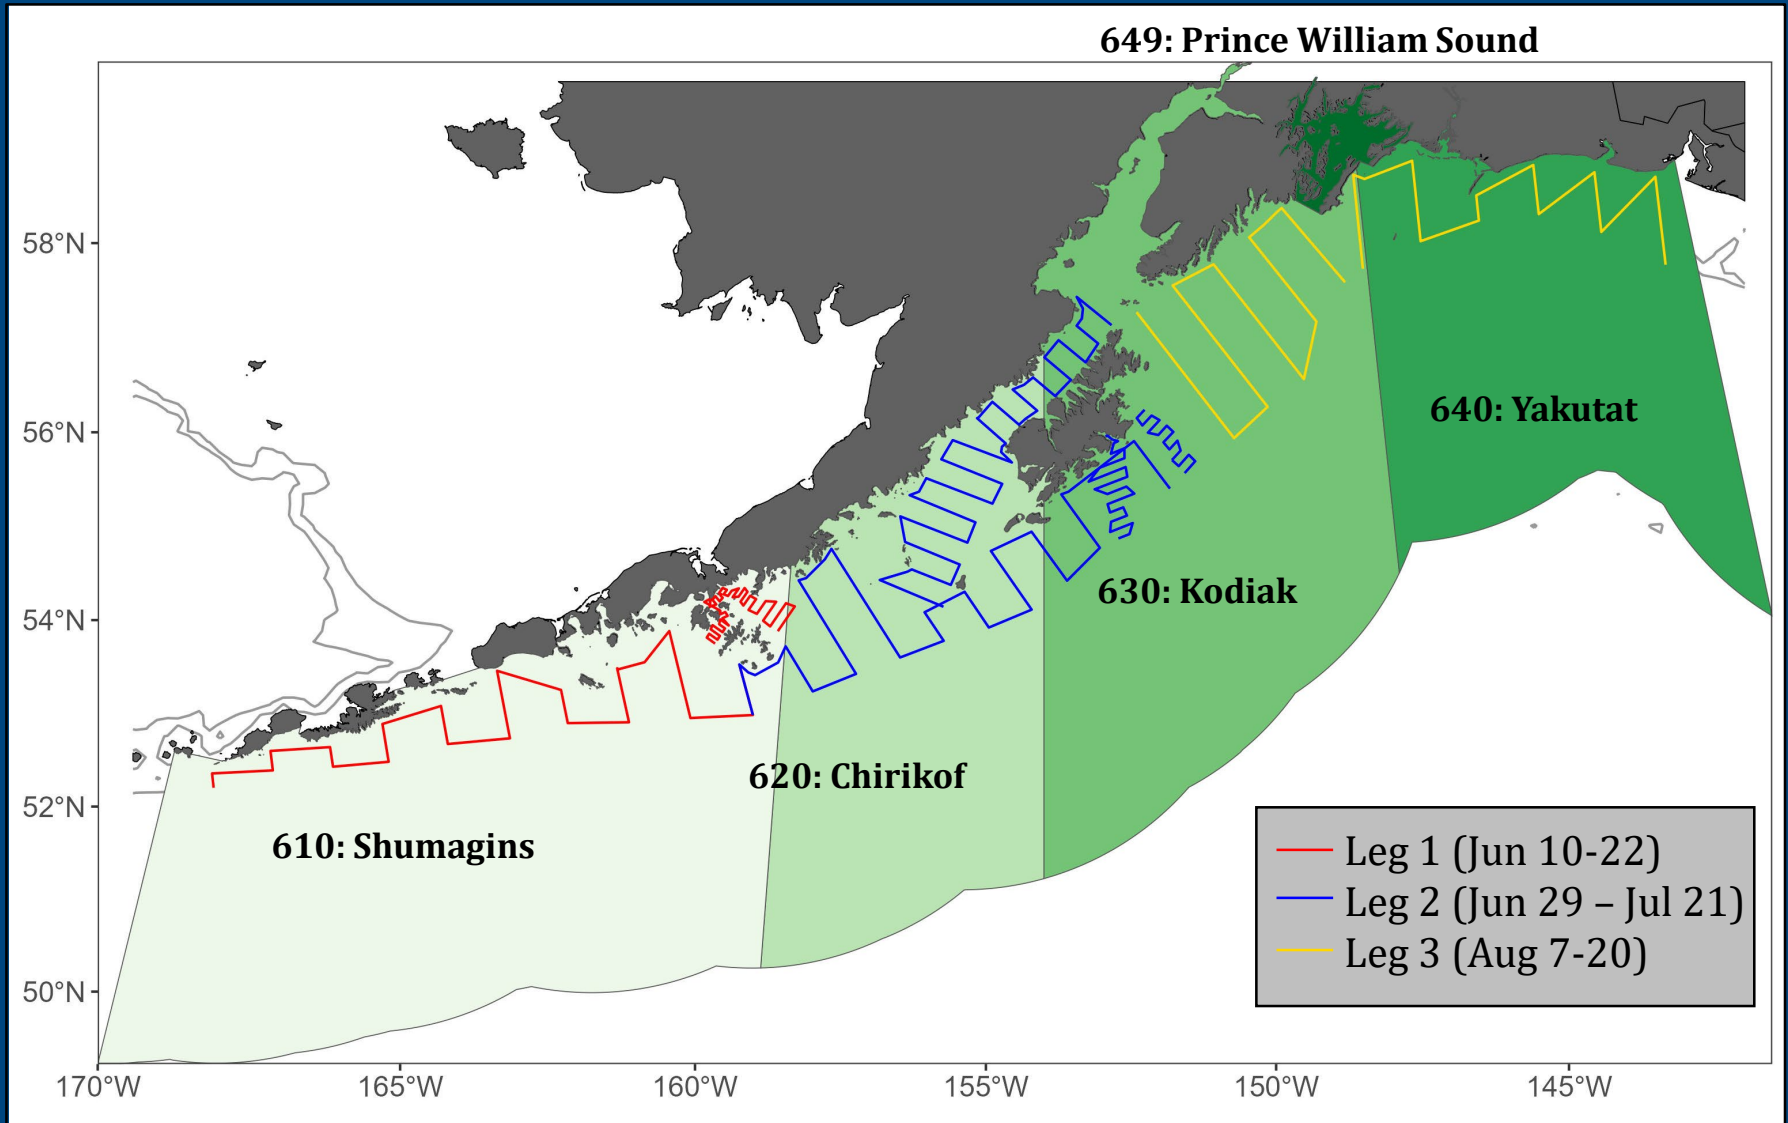 649: Prince William Sound
58°N
56°N
640: Yakutat
630: Kodiak
54°N
620: Chirikof
52°N
610: Shumagins
Leg 1 (Jun 10-22)
Leg 2 (Jun 29 – Jul 21)
Leg 3 (Aug 7-20)
50°N
170°W
165°W
160°W
155°W
150°W
145°W